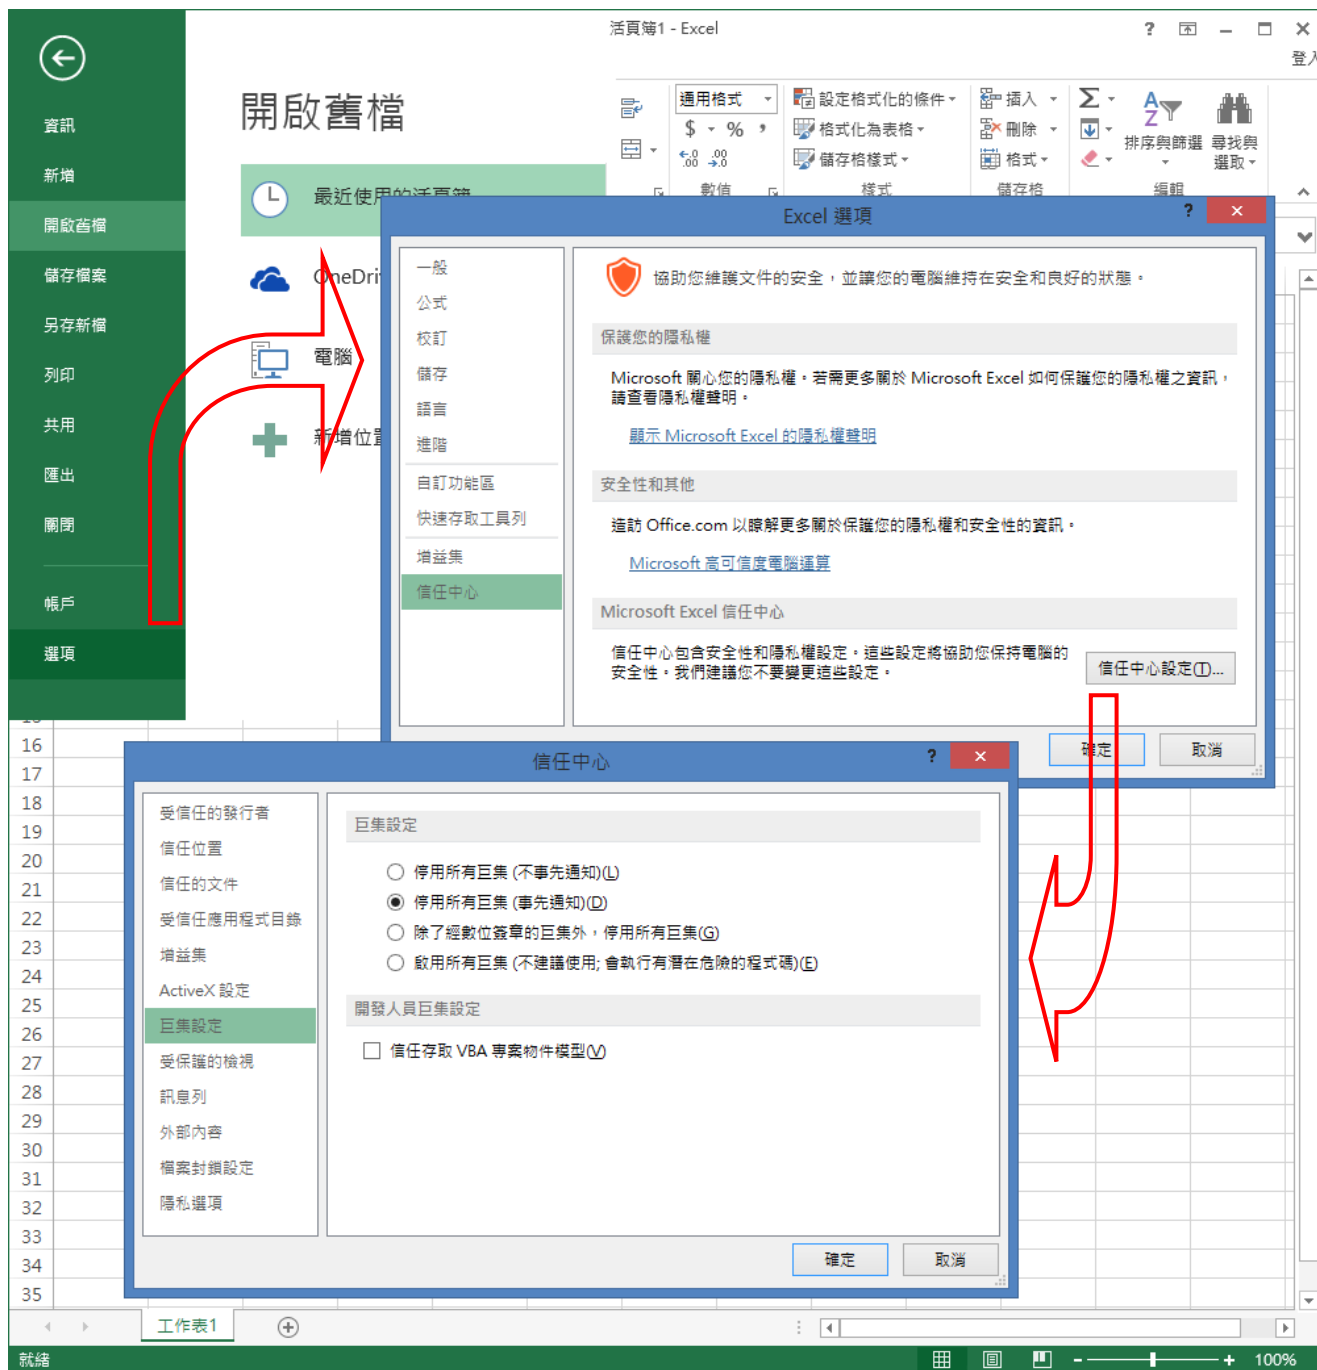 活頁簿1 - Excel
?
登入
資訊
新增
開啟舊檔
儲存檔案
另存新檔
列印
共用
匯出
關閉
帳戶
選項
開啟舊檔
最近使用的活頁簿
OneDri
電腦
新增位置
通用格式
$ - % ,
設定格式化的條件
格式化為表格
儲存格樣式
插入
刪除
格式
排序與篩選
尋找與
選取
數值
樣式
儲存格
編輯
Excel 選項
?
一般
公式
校訂
儲存
語言
進階
自訂功能區
快速存取工具列
增益集
信任中心
協助您維護文件的安全，並讓您的電腦維持在安全和良好的狀態。
保護您的隱私權
Microsoft 關心您的隱私權。若需更多關於 Microsoft Excel 如何保護您的隱私權之資訊，
請查看隱私權聲明。
顯示 Microsoft Excel 的隱私權聲明
安全性和其他
造訪 Office.com 以瞭解更多關於保護您的隱私權和安全性的資訊。
Microsoft 高可信度電腦運算
Microsoft Excel 信任中心
信任中心包含安全性和隱私權設定。這些設定將協助您保持電腦的
安全性。我們建議您不要變更這些設定。
信任中心設定(T)...
確定
取消
信任中心
?
受信任的發行者
信任位置
信任的文件
受信任應用程式目錄
增益集
ActiveX 設定
巨集設定
受保護的檢視
訊息列
外部內容
檔案封鎖設定
隱私選項
巨集設定
停用所有巨集 (不事先通知)(L)
停用所有巨集 (事先通知)(D)
除了經數位簽章的巨集外，停用所有巨集(G)
啟用所有巨集 (不建議使用; 會執行有潛在危險的程式碼)(E)
開發人員巨集設定
信任存取 VBA 專案物件模型(V)
確定
取消
16
17
18
19
20
21
22
23
24
25
26
27
28
29
30
31
32
33
34
35
工作表1
就緒
100%